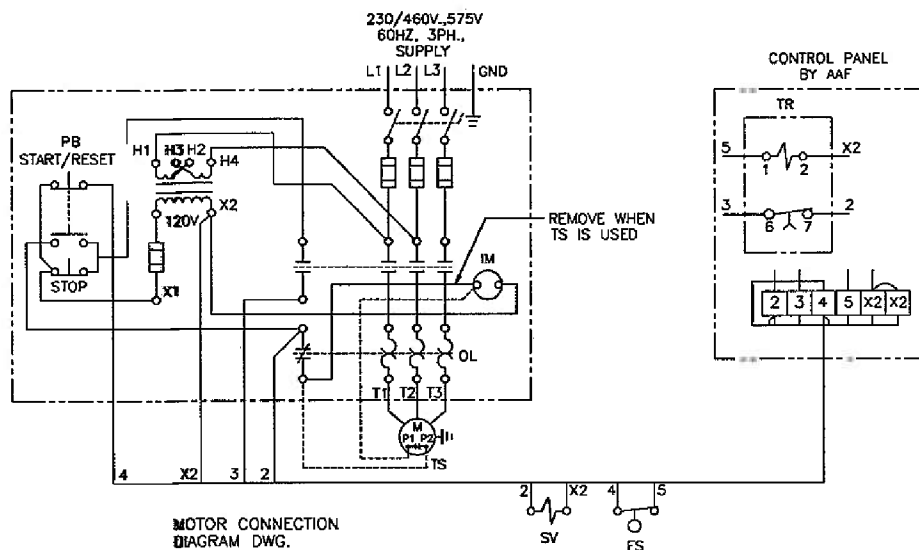 230/460V.,575V
60HZ, 3PH.,
SUPPLY
L1 L2 L3 GND
CONTROL PANEL
BY AAF
PB
START/RESET
H1 H3 H2 H4
TR
5 1 2 X2
X2
120V
REMOVE WHEN
TS IS USED
3 6 7 2
STOP
X1
IM
2 3 4 5 X2 X2
OL
T1 T2 T3
M
P1 P2
TS
4 X2 3 2
2 X2 4 5
SV FS
MOTOR CONNECTION
DIAGRAM DWG.